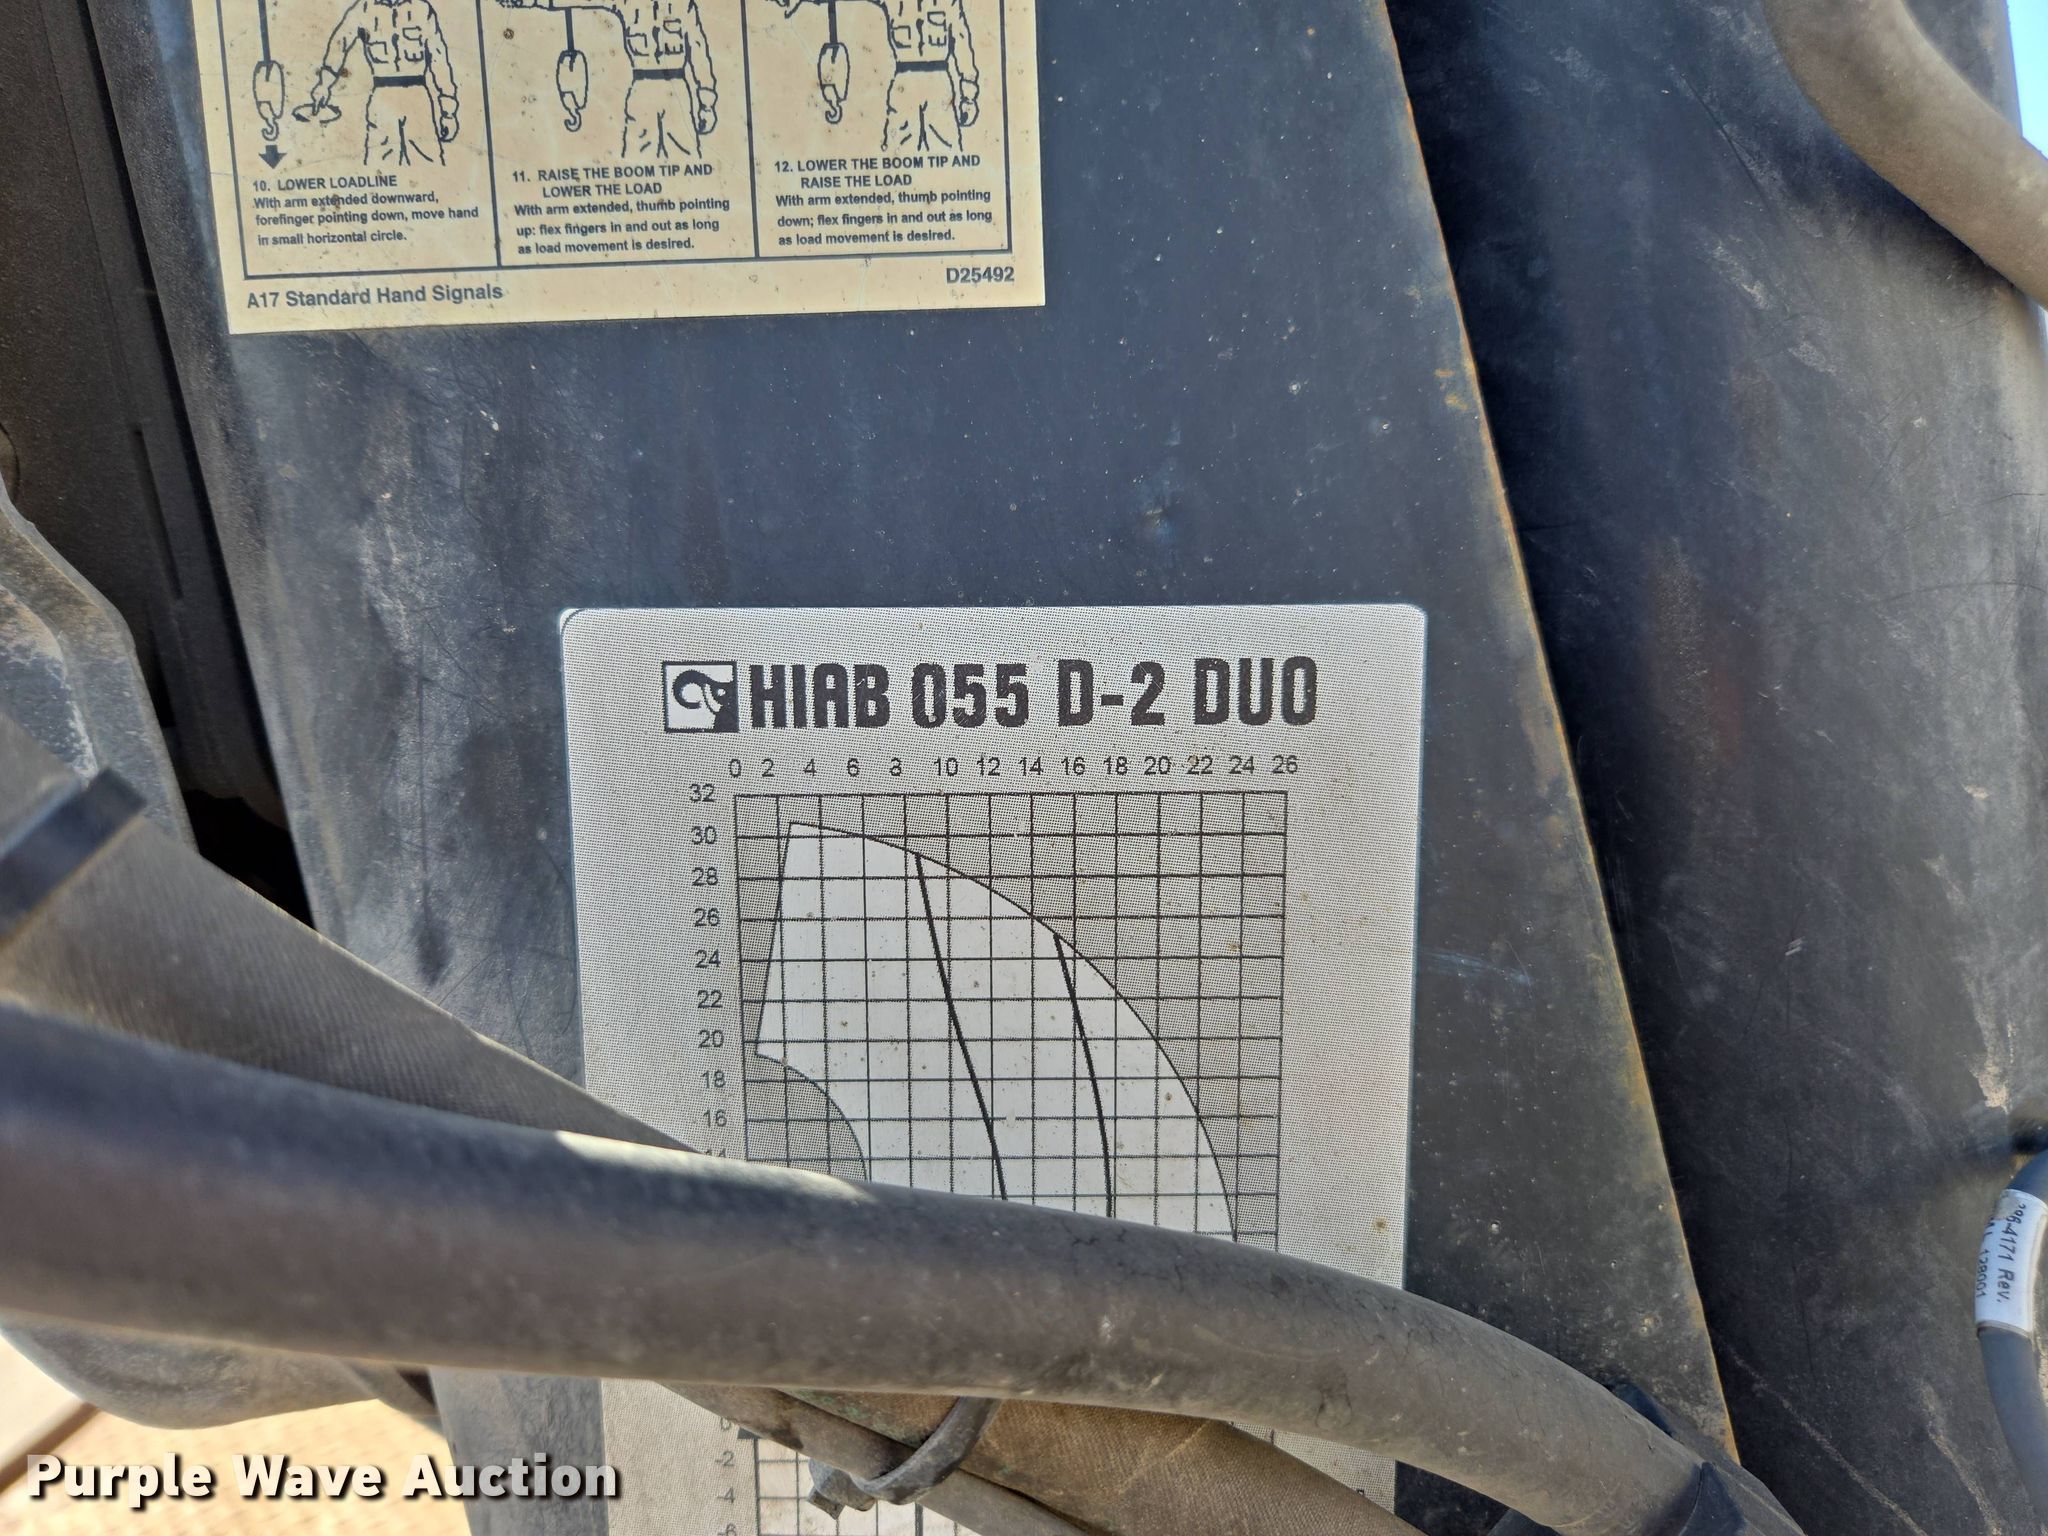 10. LOWER LOADLINE
With arm extended downward,
forefinger pointing down, move hand
in small horizontal circle.
11. RAISE THE BOOM TIP AND
LOWER THE LOAD
With arm extended, thumb pointing
up: flex fingers in and out as long
as load movement is desired.
12. LOWER THE BOOM TIP AND
RAISE THE LOAD
With arm extended, thumb pointing
down; flex fingers in and out as long
as load movement is desired.
A17 Standard Hand Signals
D25492
HIAB 055 D-2 DUO
0 2 4 6 8 10 12 14 16 18 20 22 24 26
32
30
28
26
24
22
20
18
16
14
0
-2
-4
-6
4171 Rev.
Purple Wave Auction